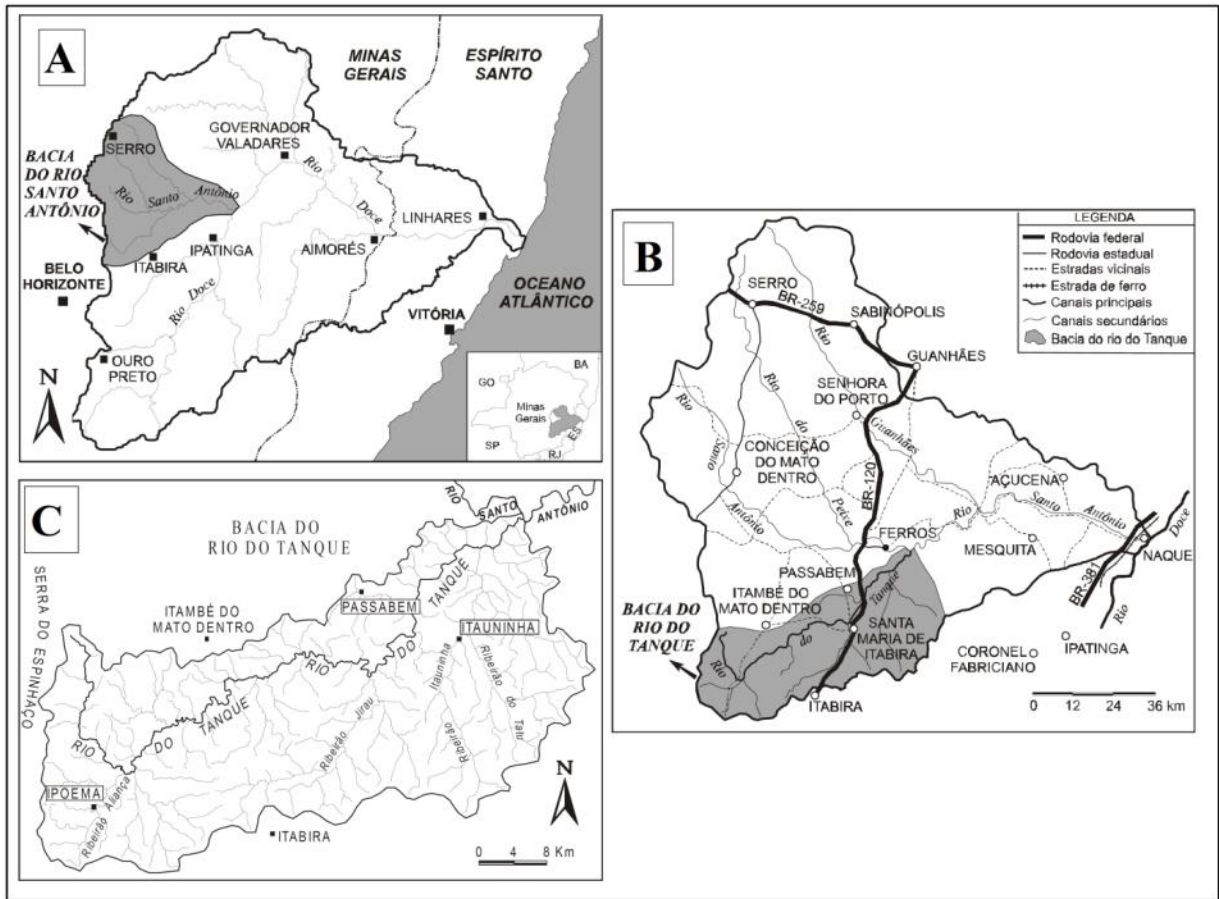 A
MINAS
GERAIS
ESPÍRITO
SANTO
SERRO
GOVERNADOR
VALADARES
BACIA
DO RIO
SANTO
ANTÔNIO
Rio
Santo
Antônio
Rio
Doce
LINHARES
IPATINGA
AIMORÉS
ITABIRA
BELO
HORIZONTE
Rio Doce
OCEANO
ATLÂNTICO
VITÓRIA
OURO
PRETO
N
BA
GO
Minas
Gerais
ES
SP
RJ
B
LEGENDA
Rodovia federal
Rodovia estadual
Estradas vicinais
Estrada de ferro
Canais principais
Canais secundários
Bacia do rio do Tanque
SERRO
BR-259
SABINÓPOLIS
Rio
GUANHÃES
SENHORA
DO PORTO
Rio
Rio
do
Guanhães
Santo
CONCEIÇÃO
DO MATO
DENTRO
BR-120
AÇUCENA
Peixe
Antônio
Rio
Santo
Antônio
FERROS
MESQUITA
NAQUE
Doce
PASSABEM
Tanque
BR-381
ITAMBÉ DO
MATO DENTRO
Rio
BACIA DO
RIO DO
TANQUE
do
SANTA
MARIA DE
ITABIRA
Rio
IPATINGA
CORONEL
FABRICIANO
ITABIRA
N
0 12 24 36 km
C
RIO
SANTO
ANTÔNIO
BACIA DO
RIO DO TANQUE
SERRA DO ESPINHAÇO
PASSABEM
TANQUE
ITAMBÉ DO
MATO DENTRO
ITAUNINHA
RIO
DO
Ribeirão do Tatu
Ribeirão Itauninha
Ribeirão Jirau
RIO
DO
TANQUE
IPOEMA
Ribeirão Aliança
N
ITABIRA
0 4 8 Km